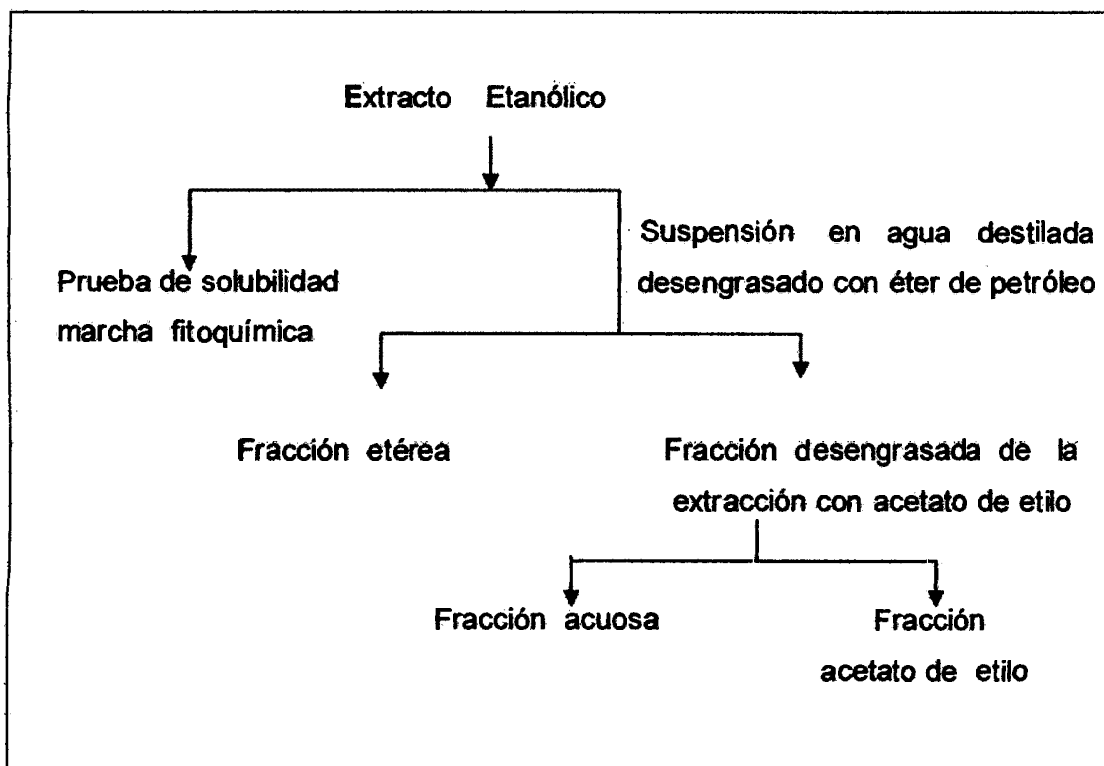 Extracto Etanólico
Suspensión en agua destilada
desengrasado con éter de petróleo
Prueba de solubilidad
marcha fitoquímica
Fracción etérea
Fracción desengrasada de la
extracción con acetato de etilo
Fracción acuosa
Fracción
acetato de etilo